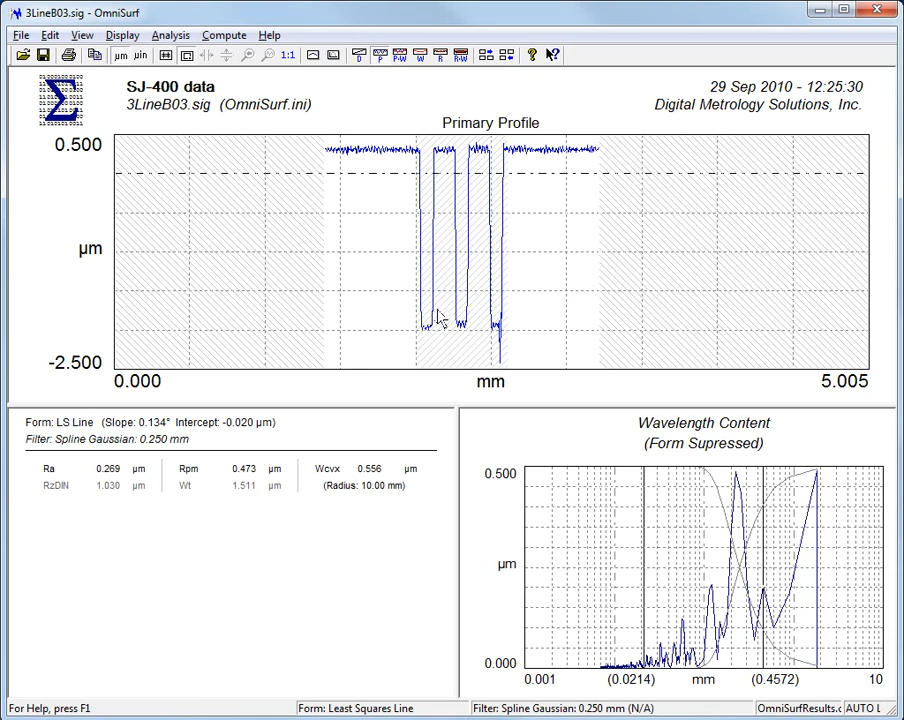 3LineB03.sig - OmniSurf
File Edit View Display Analysis Compute Help
µm µin 1:1 D P P-W W R R-W
SJ-400 data
29 Sep 2010 - 12:25:30
3LineB03.sig (OmniSurf.ini)
Digital Metrology Solutions, Inc.
Primary Profile
0.500
µm
-2.500
0.000 mm 5.005
Form: LS Line (Slope: 0.134° Intercept: -0.020 µm)
Filter: Spline Gaussian: 0.250 mm
Ra 0.269 µm Rpm 0.473 µm Wcvx 0.556 µm
RzDIN 1.030 µm Wt 1.511 µm (Radius: 10.00 mm)
Wavelength Content
(Form Supressed)
0.500
µm
0.000
0.001 (0.0214) mm (0.4572) 10
For Help, press F1 Form: Least Squares Line Filter: Spline Gaussian: 0.250 mm (N/A) OmniSurfResults.c AUTO L